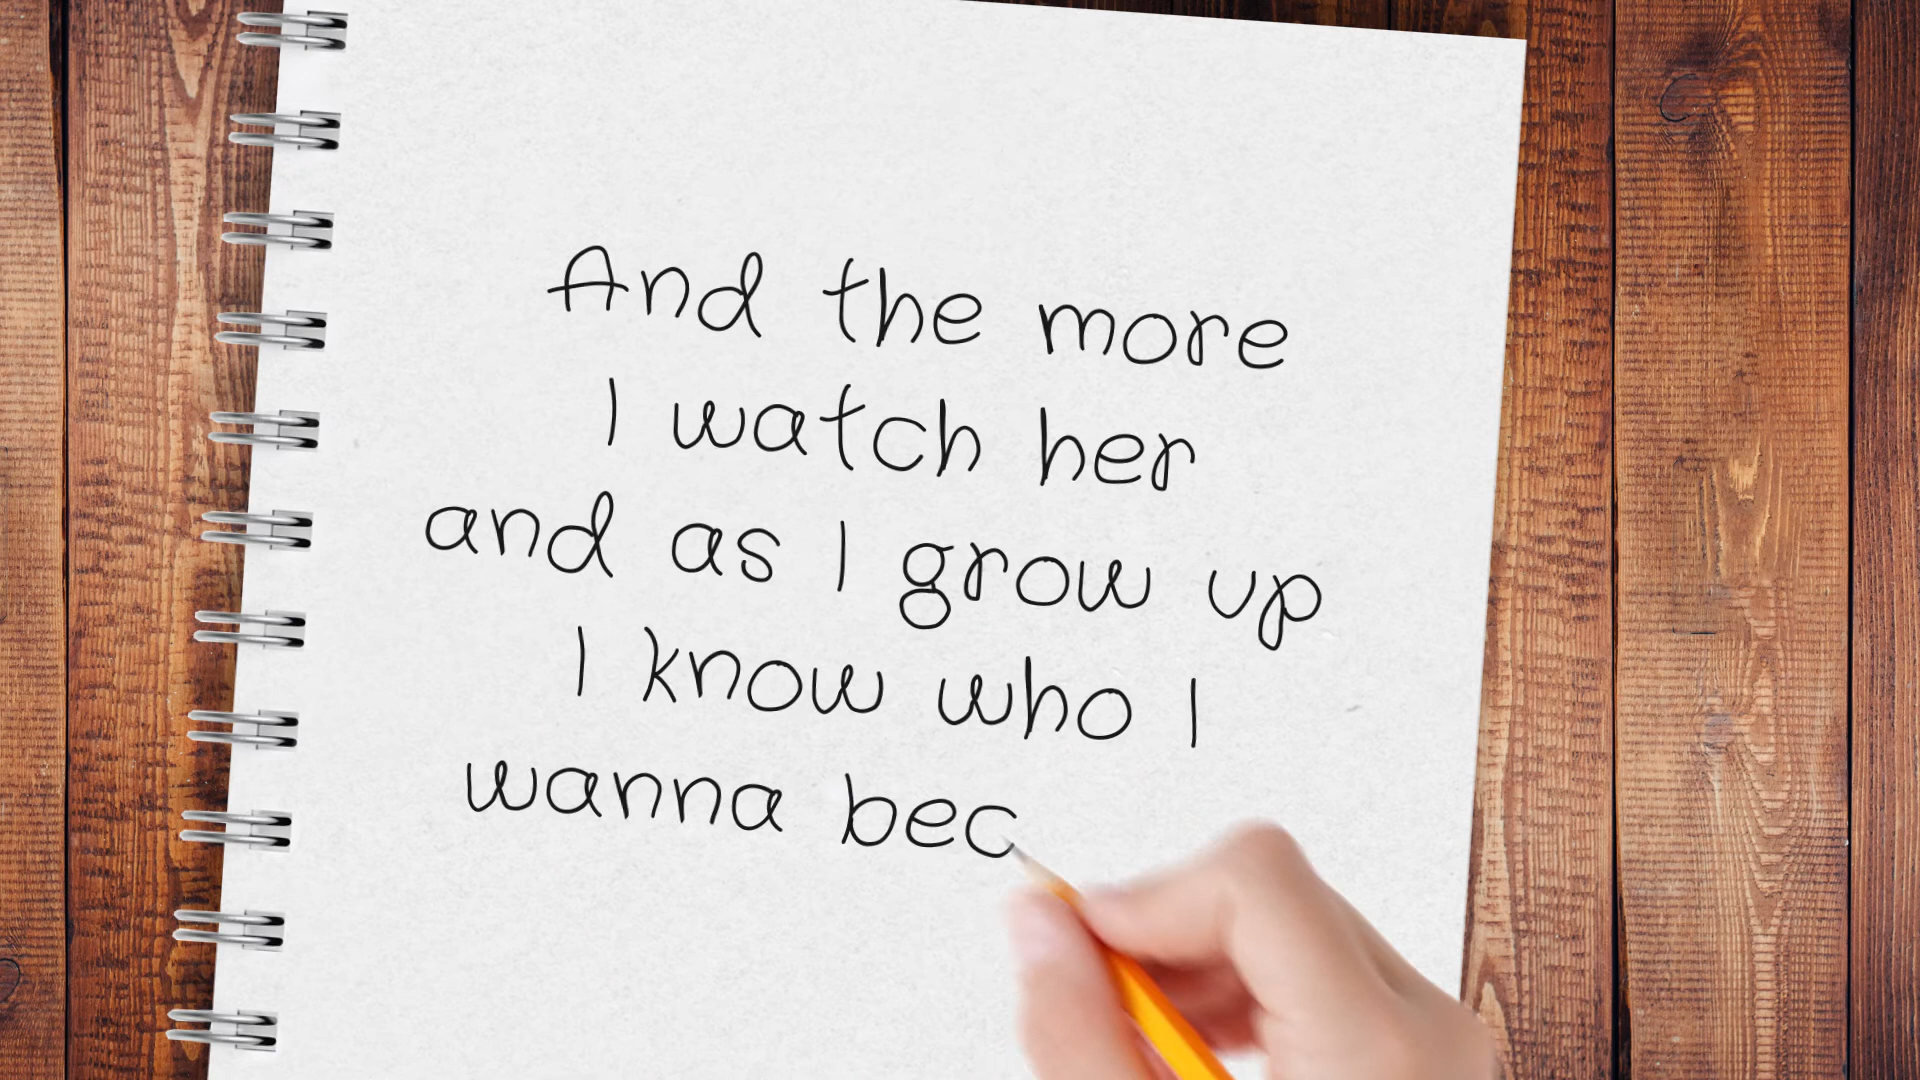 And the more
I watch her
and as I grow up
I know who I
wanna bec